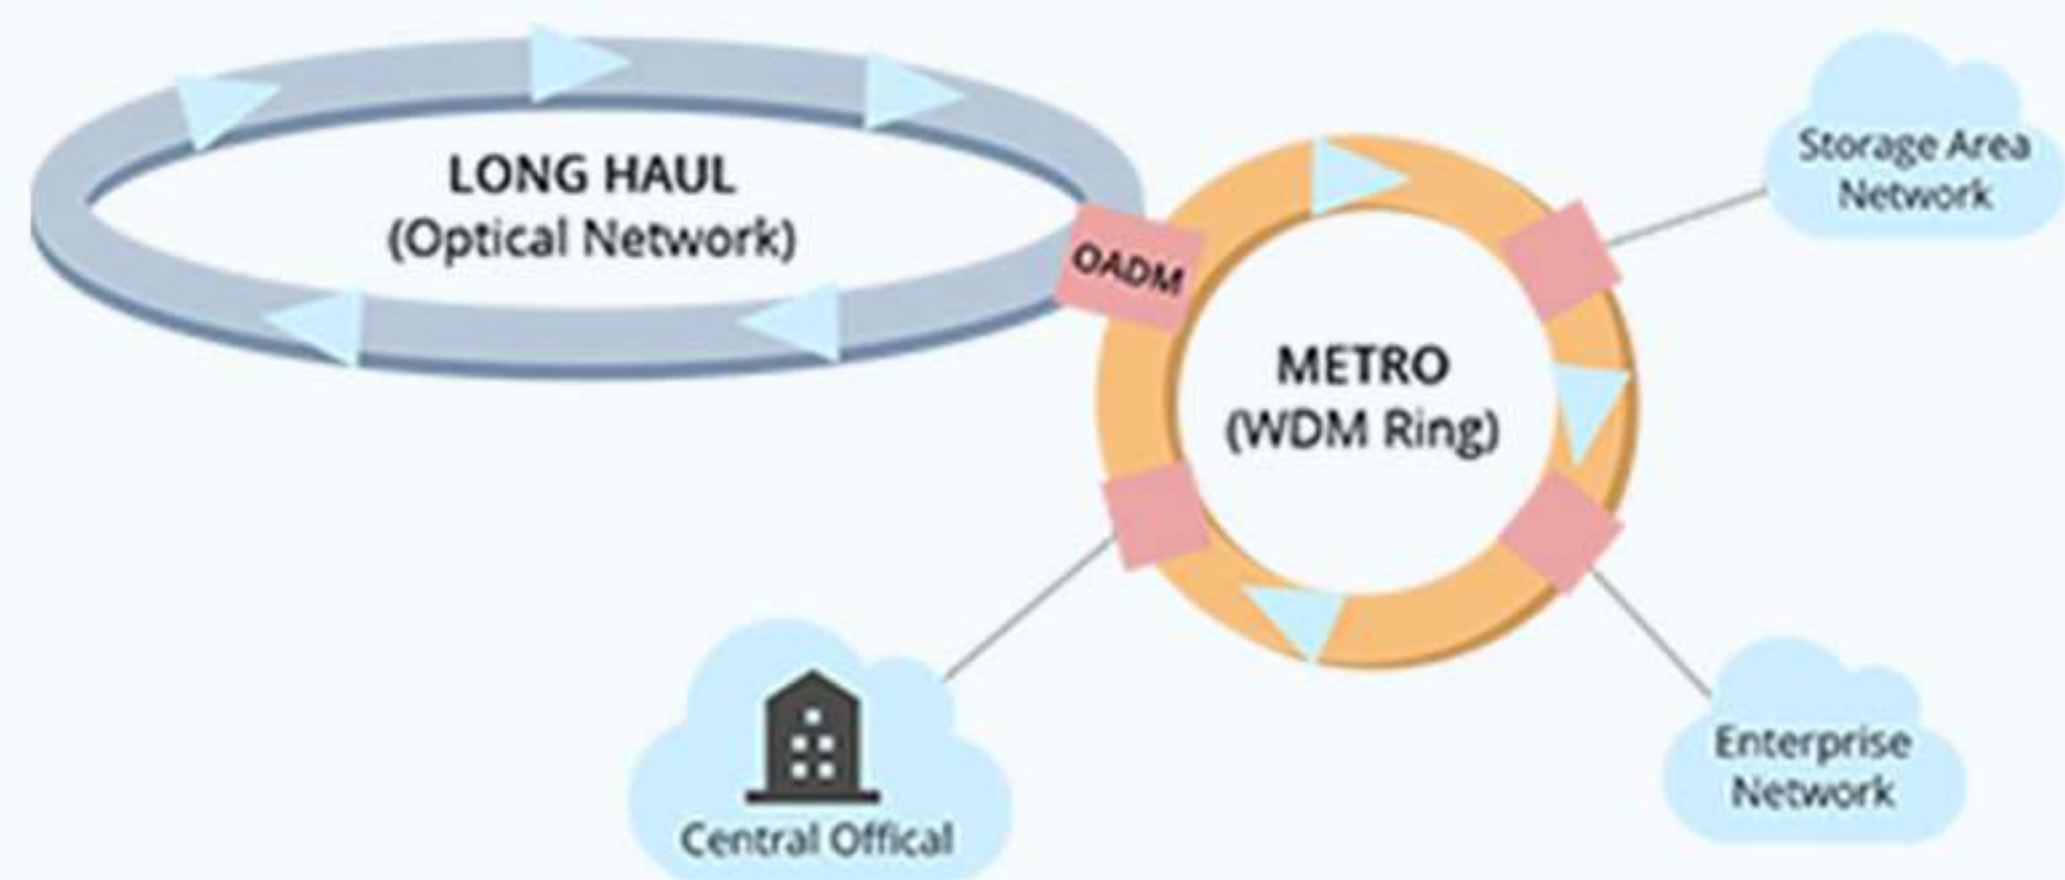 LONG HAUL
(Optical Network)
OADM
METRO
(WDM Ring)
Storage Area
Network
Enterprise
Network
Central Offical